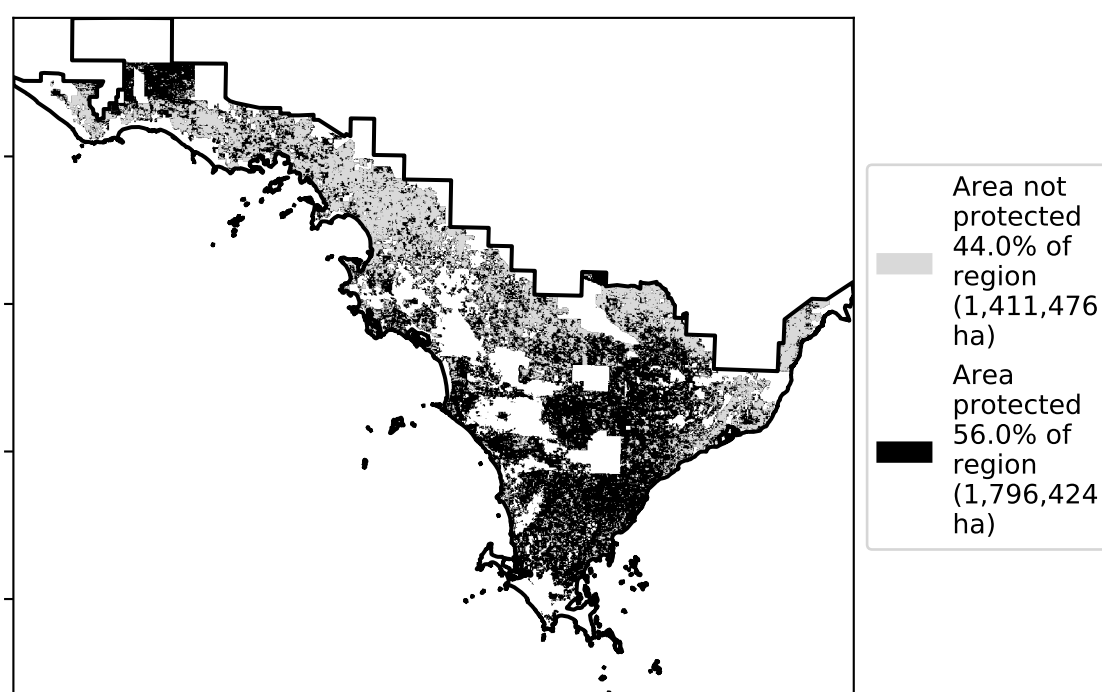 Area not
protected
44.0% of
region
(1,411,476
ha)
Area
protected
56.0% of
region
(1,796,424
ha)